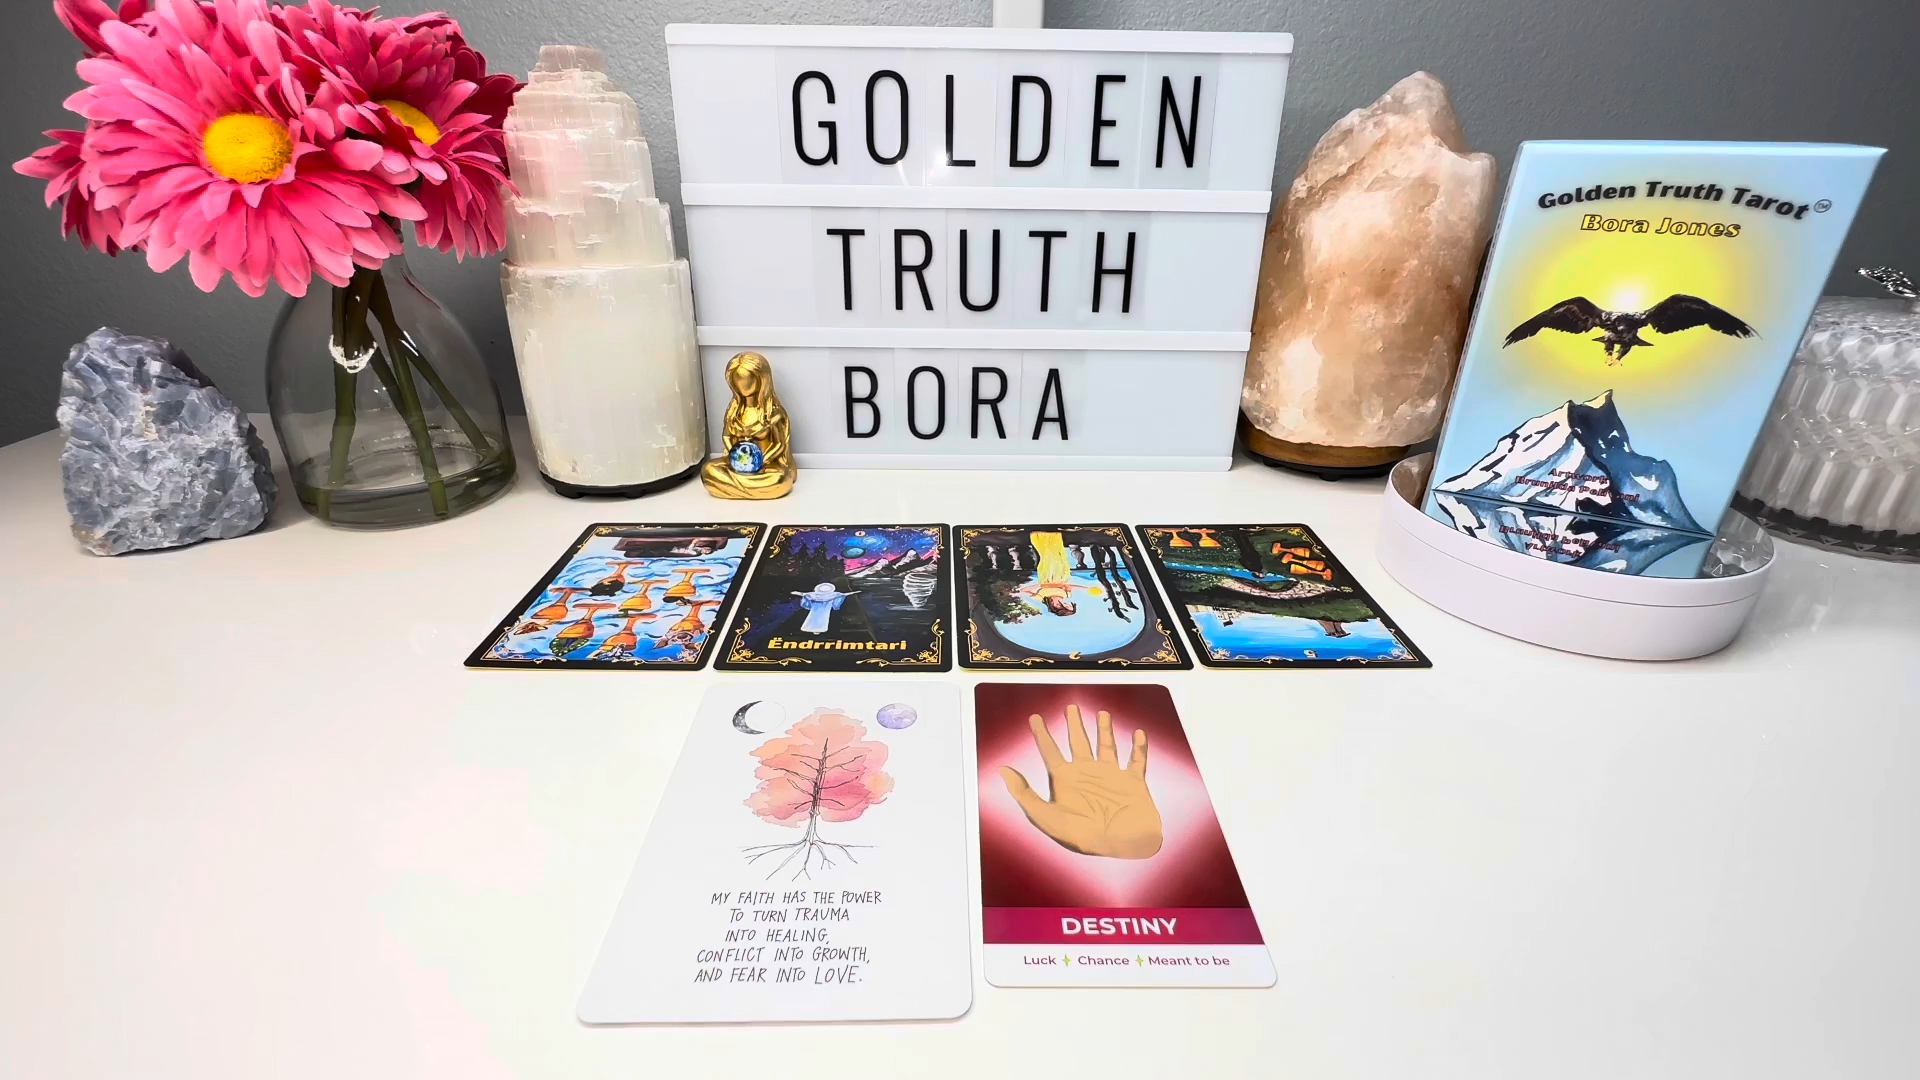 GOLDEN
TRUTH
BORA
Golden Truth Tarot™
Bora Jones
Artwork
Ëndrrimtari
MY FAITH HAS THE POWER
TO TURN TRAUMA
INTO HEALING,
CONFLICT INTO GROWTH,
AND FEAR INTO LOVE.
DESTINY
Luck Chance Meant to be